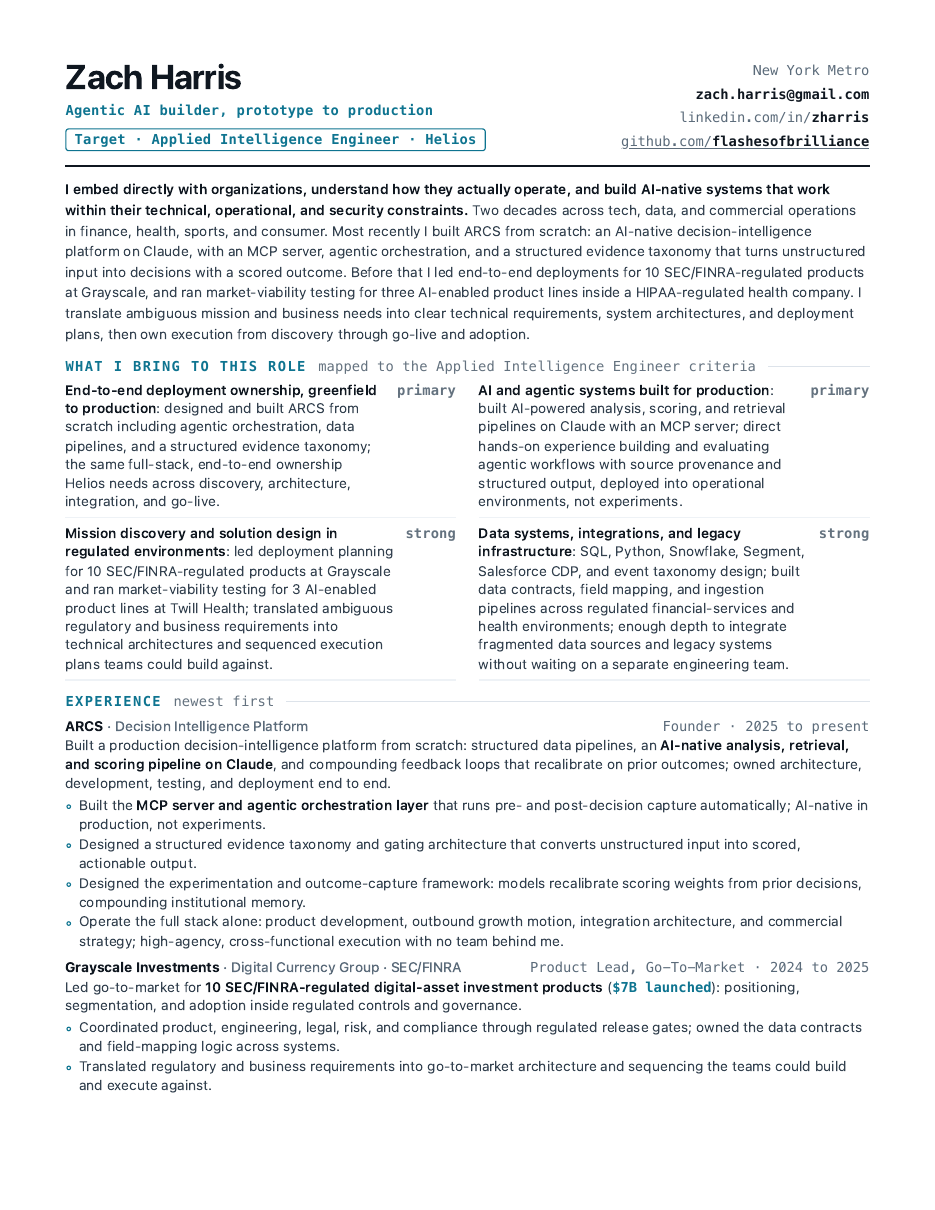 Zach Harris
Agentic AI builder, prototype to production
Target · Applied Intelligence Engineer · Helios
New York Metro
zach.harris@gmail.com
linkedin.com/in/zharris
github.com/flashesofbrilliance
I embed directly with organizations, understand how they actually operate, and build AI-native systems that work
within their technical, operational, and security constraints. Two decades across tech, data, and commercial operations
in finance, health, sports, and consumer. Most recently I built ARCS from scratch: an AI-native decision-intelligence
platform on Claude, with an MCP server, agentic orchestration, and a structured evidence taxonomy that turns unstructured
input into decisions with a scored outcome. Before that I led end-to-end deployments for 10 SEC/FINRA-regulated products
at Grayscale, and ran market-viability testing for three AI-enabled product lines inside a HIPAA-regulated health company. I
translate ambiguous mission and business needs into clear technical requirements, system architectures, and deployment
plans, then own execution from discovery through go-live and adoption.
WHAT I BRING TO THIS ROLE mapped to the Applied Intelligence Engineer criteria
End-to-end deployment ownership, greenfield primary
to production: designed and built ARCS from
scratch including agentic orchestration, data
pipelines, and a structured evidence taxonomy;
the same full-stack, end-to-end ownership
Helios needs across discovery, architecture,
integration, and go-live.
AI and agentic systems built for production: primary
built AI-powered analysis, scoring, and retrieval
pipelines on Claude with an MCP server; direct
hands-on experience building and evaluating
agentic workflows with source provenance and
structured output, deployed into operational
environments, not experiments.
Mission discovery and solution design in strong
regulated environments: led deployment planning
for 10 SEC/FINRA-regulated products at Grayscale
and ran market-viability testing for 3 AI-enabled
product lines at Twill Health; translated ambiguous
regulatory and business requirements into
technical architectures and sequenced execution
plans teams could build against.
Data systems, integrations, and legacy strong
infrastructure: SQL, Python, Snowflake, Segment,
Salesforce CDP, and event taxonomy design; built
data contracts, field mapping, and ingestion
pipelines across regulated financial-services and
health environments; enough depth to integrate
fragmented data sources and legacy systems
without waiting on a separate engineering team.
EXPERIENCE newest first
ARCS · Decision Intelligence Platform Founder · 2025 to present
Built a production decision-intelligence platform from scratch: structured data pipelines, an AI-native analysis, retrieval,
and scoring pipeline on Claude, and compounding feedback loops that recalibrate on prior outcomes; owned architecture,
development, testing, and deployment end to end.
Built the MCP server and agentic orchestration layer that runs pre- and post-decision capture automatically; AI-native in
production, not experiments.
Designed a structured evidence taxonomy and gating architecture that converts unstructured input into scored,
actionable output.
Designed the experimentation and outcome-capture framework: models recalibrate scoring weights from prior decisions,
compounding institutional memory.
Operate the full stack alone: product development, outbound growth motion, integration architecture, and commercial
strategy; high-agency, cross-functional execution with no team behind me.
Grayscale Investments · Digital Currency Group · SEC/FINRA Product Lead, Go-To-Market · 2024 to 2025
Led go-to-market for 10 SEC/FINRA-regulated digital-asset investment products ($7B launched): positioning,
segmentation, and adoption inside regulated controls and governance.
Coordinated product, engineering, legal, risk, and compliance through regulated release gates; owned the data contracts
and field-mapping logic across systems.
Translated regulatory and business requirements into go-to-market architecture and sequencing the teams could build
and execute against.